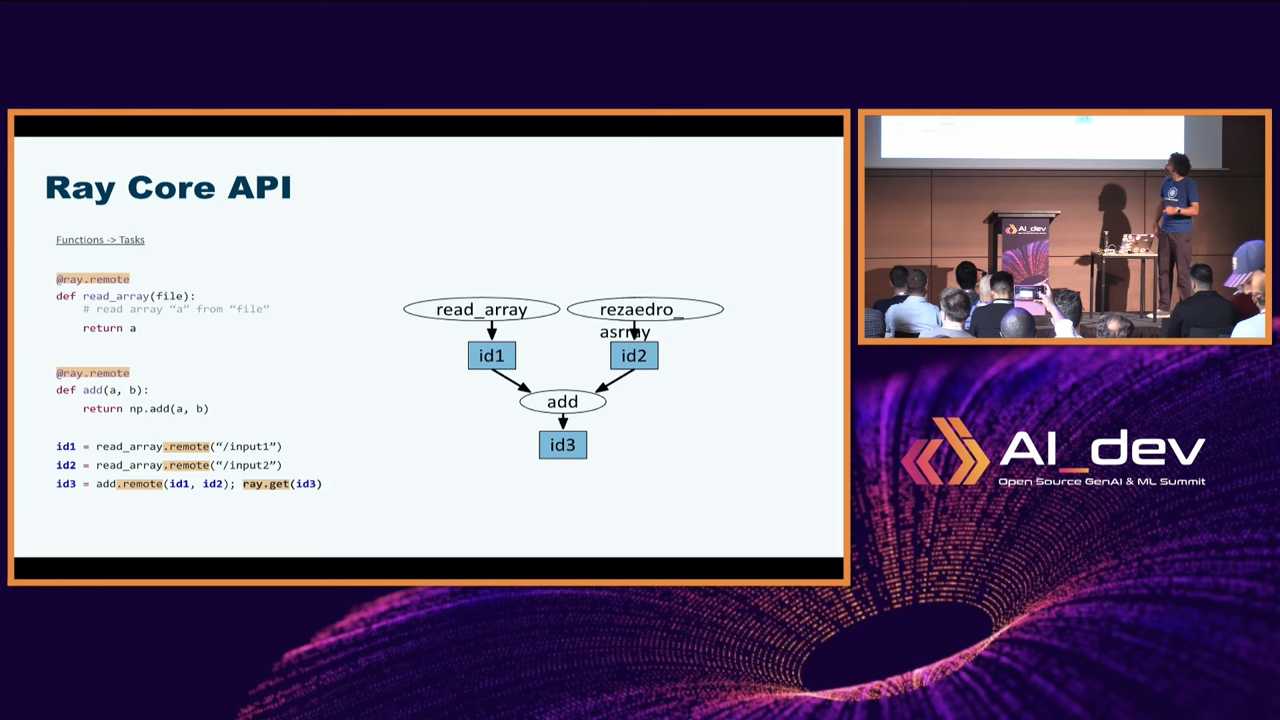 Ray Core API
Functions -> Tasks
@ray.remote
def read_array(file):
# read array “a” from “file”
return a
@ray.remote
def add(a, b):
return np.add(a, b)
id1 = read_array.remote(“/input1”)
id2 = read_array.remote(“/input2”)
id3 = add.remote(id1, id2); ray.get(id3)
read_array
rezaedro_
asrray
id1
id2
add
id3
AI_dev
AI_dev
Open Source GenAI & ML Summit